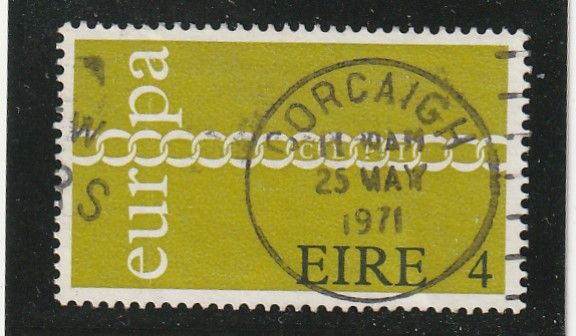 europa
CORCAIGH
25 MAY
1971
EIRE 4